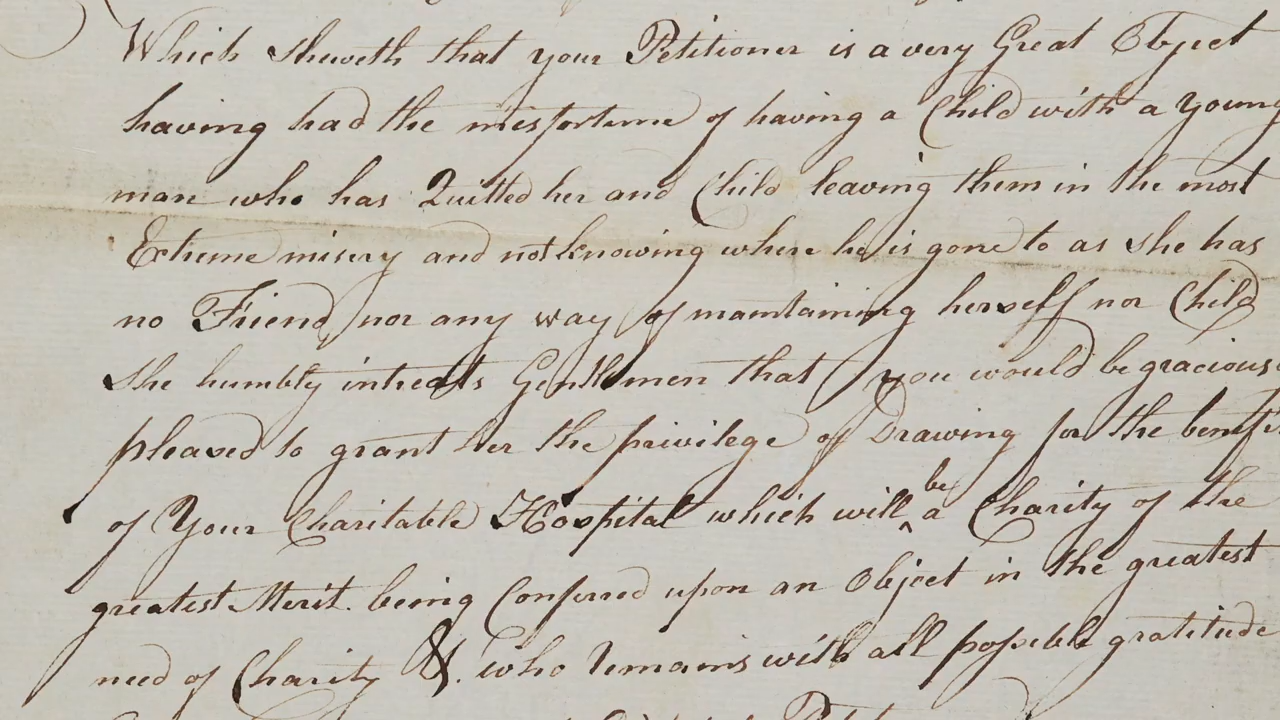 Which sheweth that your Petitioner is a very Great Object
having had the misfortune of having a Child with a young
man who has Quitted her and Child leaving them in the most
Extreme misery and not knowing where he is gone to as she has
no Friend nor any way of maintaining herself nor Child
she humbly intreats Gentlemen that you would be gracious
pleased to grant her the privilege of Drawing for the benefi
of Your Charitable Hospital which will ^be a Charity of the
greatest Merit. being Conferred upon an Object in the greatest
need of Charity &. who remains with all possible gratitude